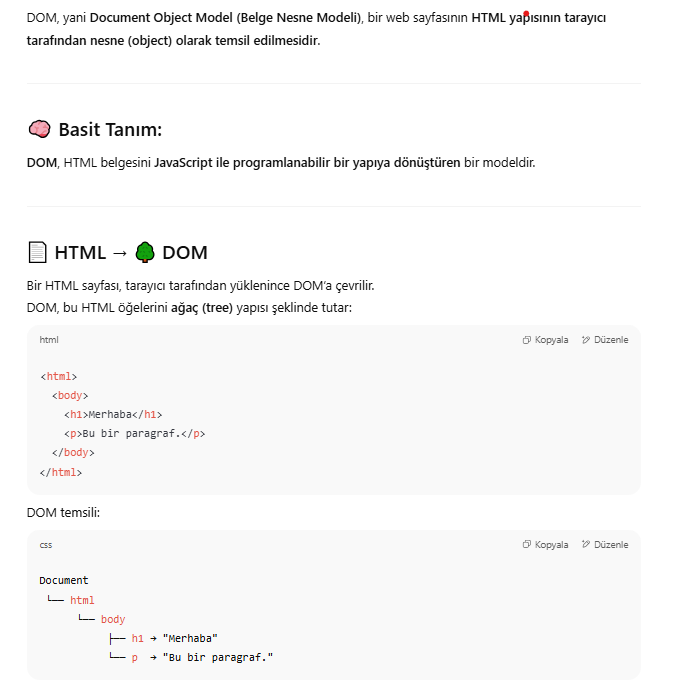 DOM, yani Document Object Model (Belge Nesne Modeli), bir web sayfasının HTML yapısının tarayıcı
tarafından nesne (object) olarak temsil edilmesidir.
🧠 Basit Tanım:
DOM, HTML belgesini JavaScript ile programlanabilir bir yapıya dönüştüren bir modeldir.
📄 HTML → 🌳 DOM
Bir HTML sayfası, tarayıcı tarafından yüklenince DOM’a çevrilir.
DOM, bu HTML öğelerini ağaç (tree) yapısı şeklinde tutar:
html Kopyala Düzenle
<html>
  <body>
    <h1>Merhaba</h1>
    <p>Bu bir paragraf.</p>
  </body>
</html>
DOM temsili:
css Kopyala Düzenle
Document
 └── html
      └── body
           ├── h1 → "Merhaba"
           └── p  → "Bu bir paragraf."